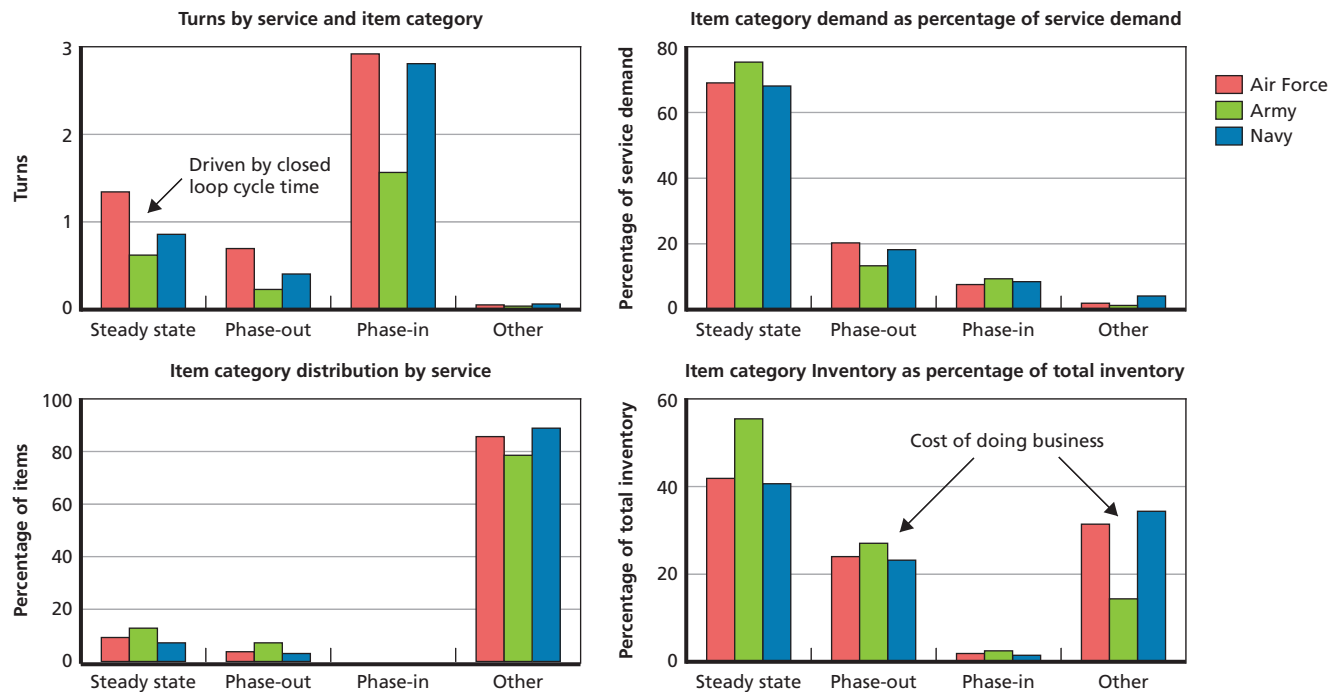 Turns by service and item category
Turns
3
2
1
0
Driven by closed
loop cycle time
Steady state
Phase-out
Phase-in
Other
Item category demand as percentage of service demand
Percentage of service demand
80
60
40
20
0
Steady state
Phase-out
Phase-in
Other
Air Force
Army
Navy
Item category distribution by service
Percentage of items
100
80
60
40
20
0
Steady state
Phase-out
Phase-in
Other
Item category Inventory as percentage of total inventory
Percentage of total inventory
60
40
20
0
Cost of doing business
Steady state
Phase-out
Phase-in
Other